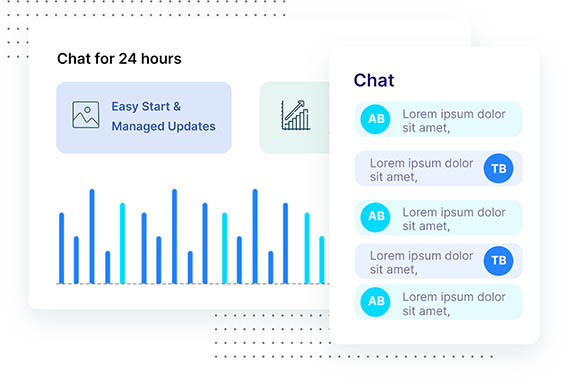 Chat for 24 hours
Easy Start &
Managed Updates
Chat
AB
Lorem ipsum dolor
sit amet,
Lorem ipsum dolor
sit amet,
TB
AB
Lorem ipsum dolor
sit amet,
Lorem ipsum dolor
sit amet,
TB
AB
Lorem ipsum dolor
sit amet,